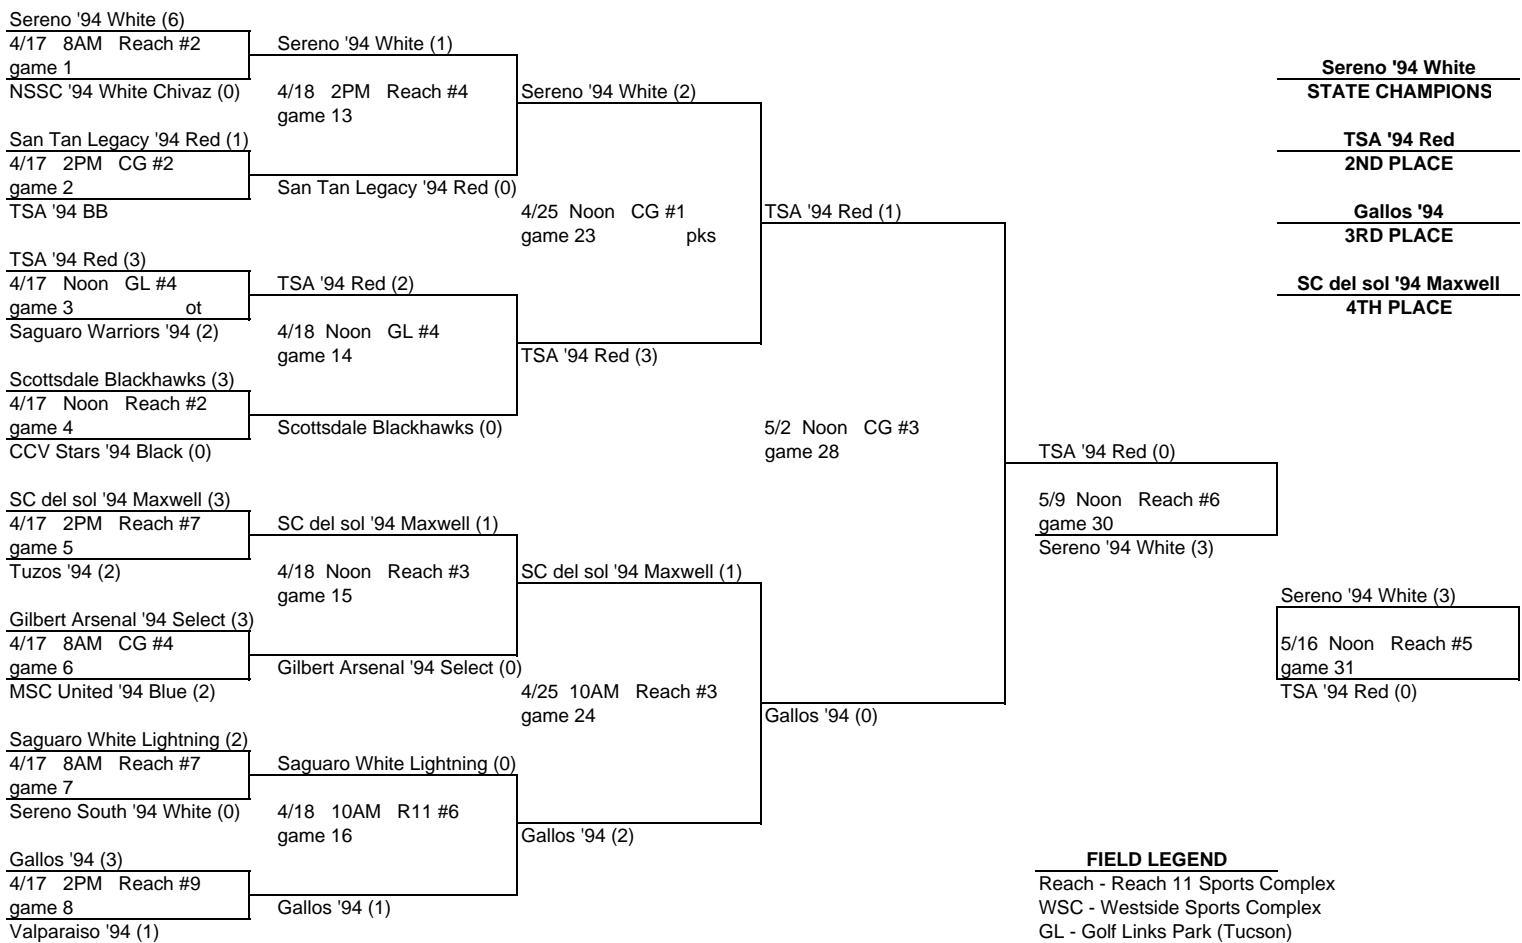 Sereno '94 White (6)
4/17 8AM Reach #2
game 1
NSSC '94 White Chivaz (0)
San Tan Legacy '94 Red (1)
4/17 2PM CG #2
game 2
TSA '94 BB
TSA '94 Red (3)
4/17 Noon GL #4
game 3 ot
Saguaro Warriors '94 (2)
Scottsdale Blackhawks (3)
4/17 Noon Reach #2
game 4
CCV Stars '94 Black (0)
SC del sol '94 Maxwell (3)
4/17 2PM Reach #7
game 5
Tuzos '94 (2)
Gilbert Arsenal '94 Select (3)
4/17 8AM CG #4
game 6
MSC United '94 Blue (2)
Saguaro White Lightning (2)
4/17 8AM Reach #7
game 7
Sereno South '94 White (0)
Gallos '94 (3)
4/17 2PM Reach #9
game 8
Valparaiso '94 (1)
Sereno '94 White (1)
4/18 2PM Reach #4
game 13
San Tan Legacy '94 Red (0)
TSA '94 Red (2)
4/18 Noon GL #4
game 14
Scottsdale Blackhawks (0)
SC del sol '94 Maxwell (1)
4/18 Noon Reach #3
game 15
Gilbert Arsenal '94 Select (0)
Saguaro White Lightning (0)
4/18 10AM R11 #6
game 16
Gallos '94 (1)
Sereno '94 White (2)
4/25 Noon CG #1
game 23 pks
TSA '94 Red (3)
SC del sol '94 Maxwell (1)
4/25 10AM Reach #3
game 24
Gallos '94 (2)
TSA '94 Red (1)
5/2 Noon CG #3
game 28
Gallos '94 (0)
TSA '94 Red (0)
5/9 Noon Reach #6
game 30
Sereno '94 White (3)
Sereno '94 White (3)
5/16 Noon Reach #5
game 31
TSA '94 Red (0)
Sereno '94 White
STATE CHAMPIONS
TSA '94 Red
2ND PLACE
Gallos '94
3RD PLACE
SC del sol '94 Maxwell
4TH PLACE
FIELD LEGEND
Reach - Reach 11 Sports Complex
WSC - Westside Sports Complex
GL - Golf Links Park (Tucson)